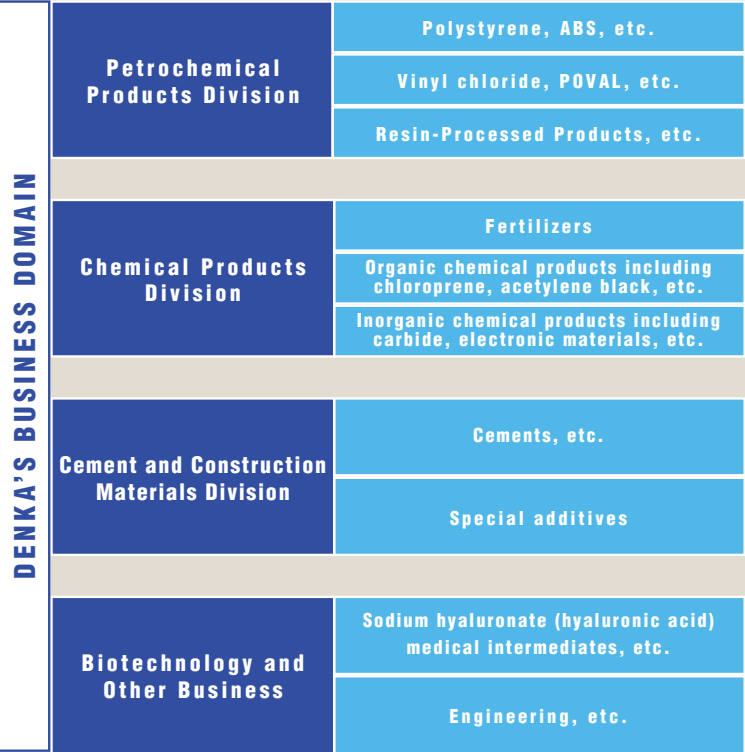 DENKA'S BUSINESS DOMAIN
Petrochemical
Products Division
Polystyrene, ABS, etc.
Vinyl chloride, POVAL, etc.
Resin-Processed Products, etc.
Chemical Products
Division
Fertilizers
Organic chemical products including
chloroprene, acetylene black, etc.
Inorganic chemical products including
carbide, electronic materials, etc.
Cement and Construction
Materials Division
Cements, etc.
Special additives
Biotechnology and
Other Business
Sodium hyaluronate (hyaluronic acid)
medical intermediates, etc.
Engineering, etc.